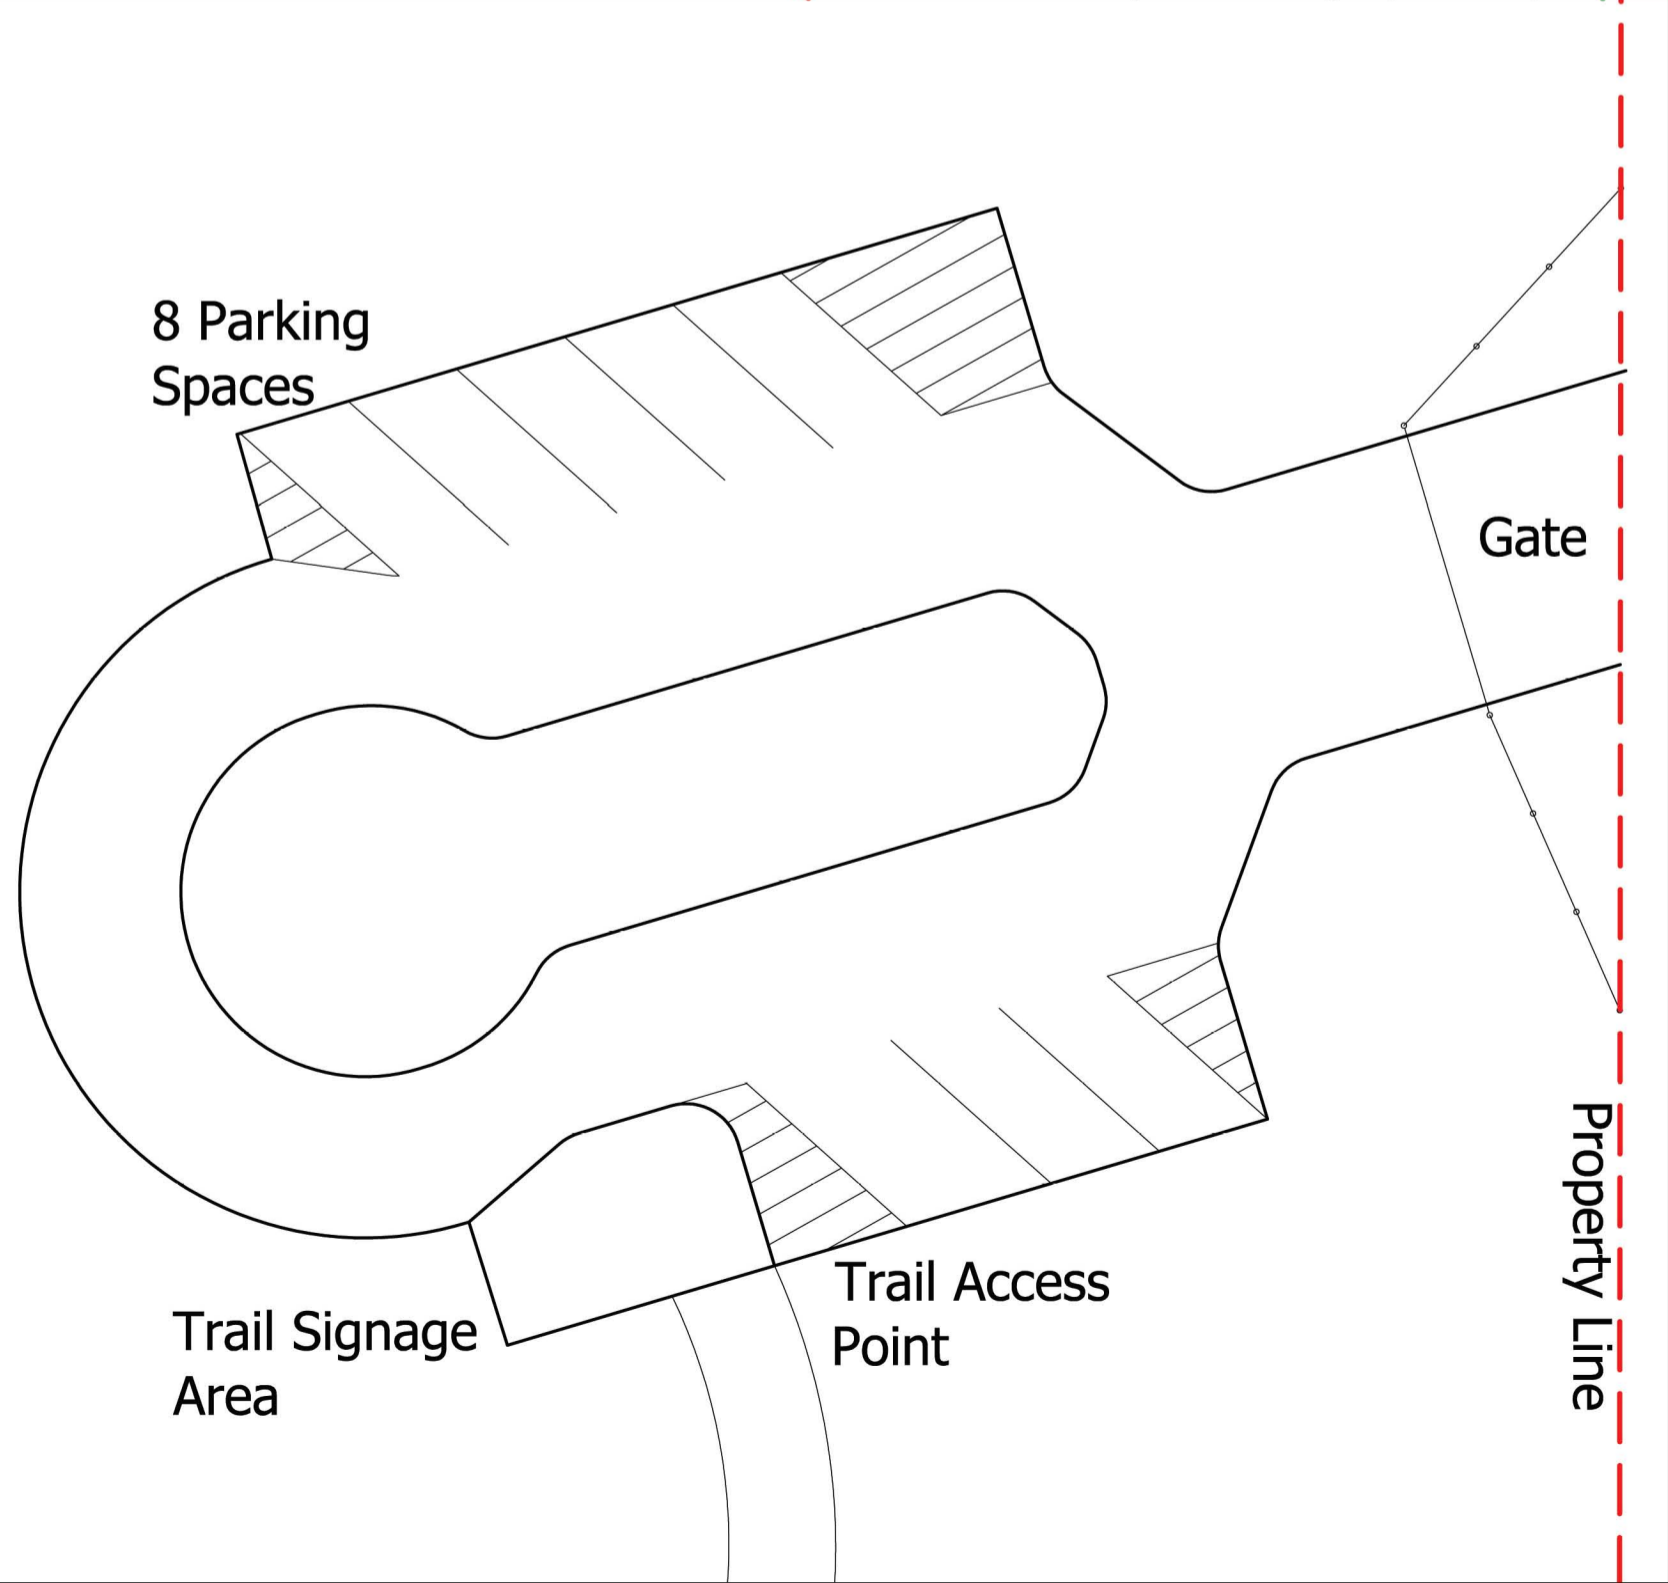 8 Parking
Spaces
Gate
Trail Access
Point
Trail Signage
Area
Property Line